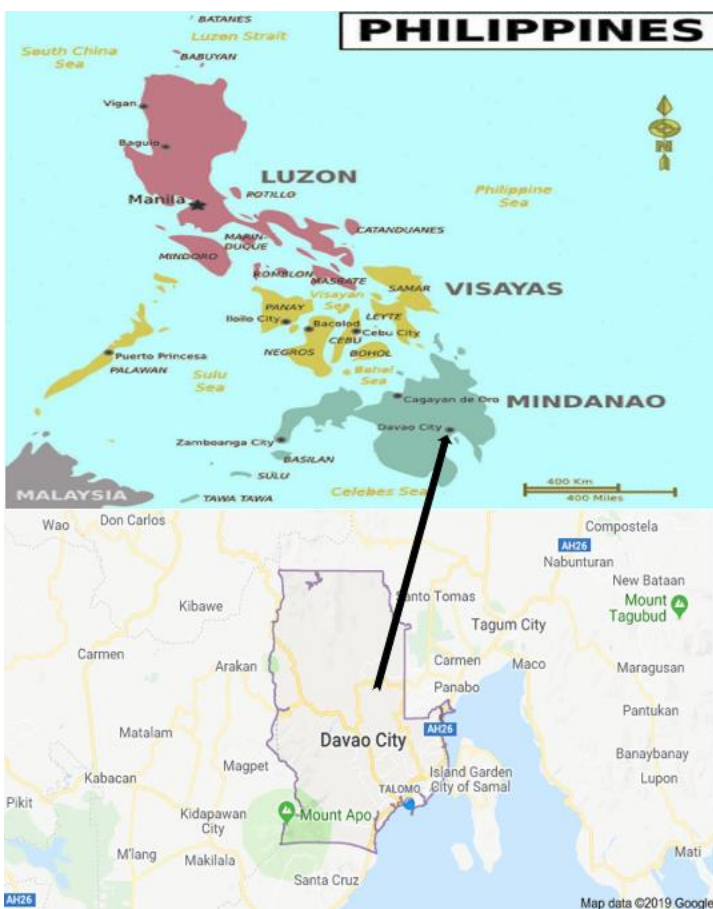 BATANES
PHILIPPINES
Luzon Strait
South China
Sea
BABUYAN
Vigan
Baguio
LUZON
Manila
POTILLO
Philippine
Sea
MARIN-
DUQUE
CATANDUANES
MINDORO
ROMBLON
MASBATE
SAMAR
VISAYAS
Visayan
Sea
PANAY
Iloilo City
Bacolod
LEYTE
Cebu City
CEBU
NEGROS
BOHOL
Puerto Princesa
PALAWAN
Sulu
Sea
Bohol
Sea
Cagayan de Oro
MINDANAO
Davao City
Zamboanga City
BASILAN
SULU
MALAYSIA
TAWA TAWA
Celebes Sea
400 Km
400 Miles
N
Wao
Don Carlos
Compostela
AH26
Nabunturan
New Bataan
Mount
Tagubud
Kibawe
Santo Tomas
Tagum City
Carmen
Arakan
Carmen
Maco
Maragusan
Panabo
Pantukan
Matalam
Davao City
AH26
Banaybanay
Magpet
Kabacan
Island Garden
City of Samal
Lupon
TALOMO
Pikit
Kidapawan
City
Mount Apo
M'lang
Makilala
Mati
Santa Cruz
AH26
Map data ©2019 Google